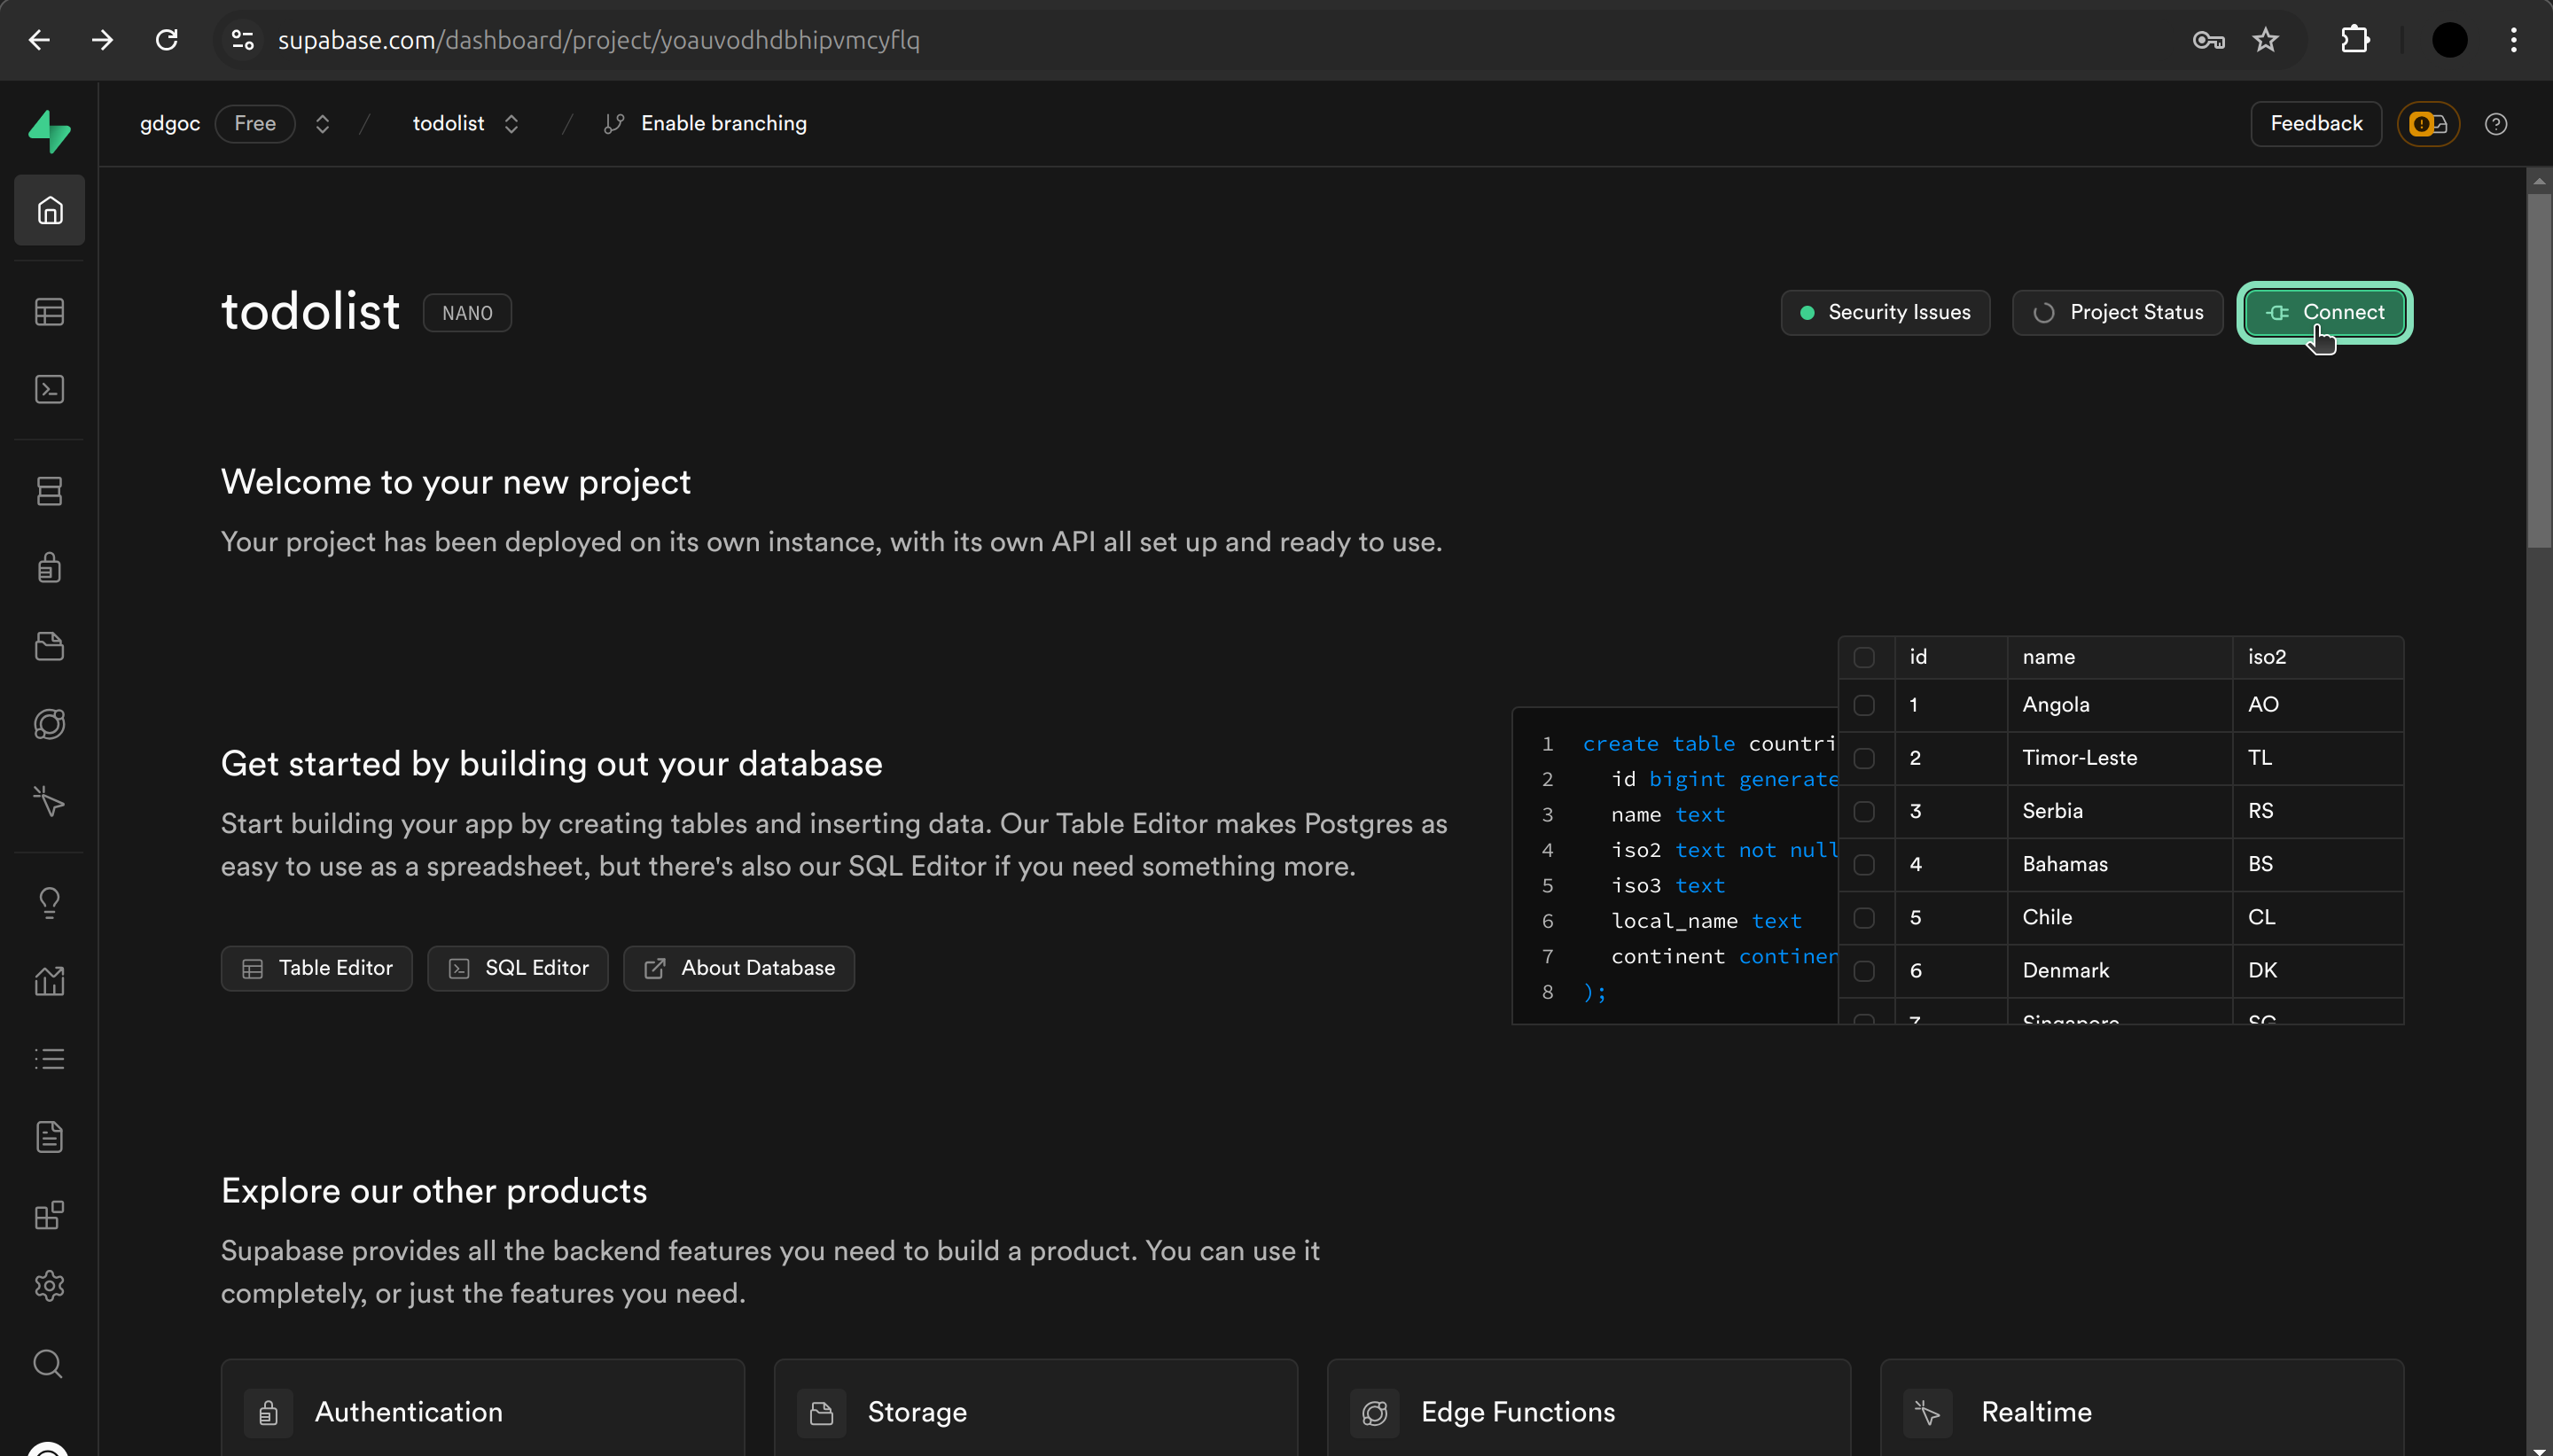 supabase.com/dashboard/project/yoauvodhdbhipvmcyflq
gdgoc Free / todolist / Enable branching
Feedback
todolist NANO
Security Issues
Project Status
Connect
Welcome to your new project
Your project has been deployed on its own instance, with its own API all set up and ready to use.
Get started by building out your database
Start building your app by creating tables and inserting data. Our Table Editor makes Postgres as
easy to use as a spreadsheet, but there's also our SQL Editor if you need something more.
Table Editor
SQL Editor
About Database
1 create table countri
2 id bigint generate
3 name text
4 iso2 text not null
5 iso3 text
6 local_name text
7 continent continen
8 );
id name iso2
1 Angola AO
2 Timor-Leste TL
3 Serbia RS
4 Bahamas BS
5 Chile CL
6 Denmark DK
7 Singapore SG
Explore our other products
Supabase provides all the backend features you need to build a product. You can use it
completely, or just the features you need.
Authentication
Storage
Edge Functions
Realtime